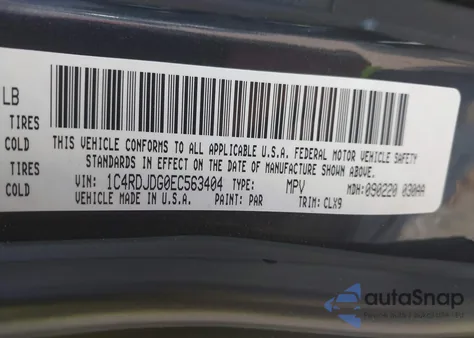 LB
TIRES
COLD
TIRES
COLD
THIS VEHICLE CONFORMS TO ALL APPLICABLE U.S.A. FEDERAL MOTOR VEHICLE SAFETY
STANDARDS IN EFFECT ON THE DATE OF MANUFACTURE SHOWN ABOVE.
VIN: 1C4RDJDG0EC563404 TYPE: MPV MDH: 090220 030AA
VEHICLE MADE IN U.S.A. PAINT: PAR TRIM: CLX9
autoSnap